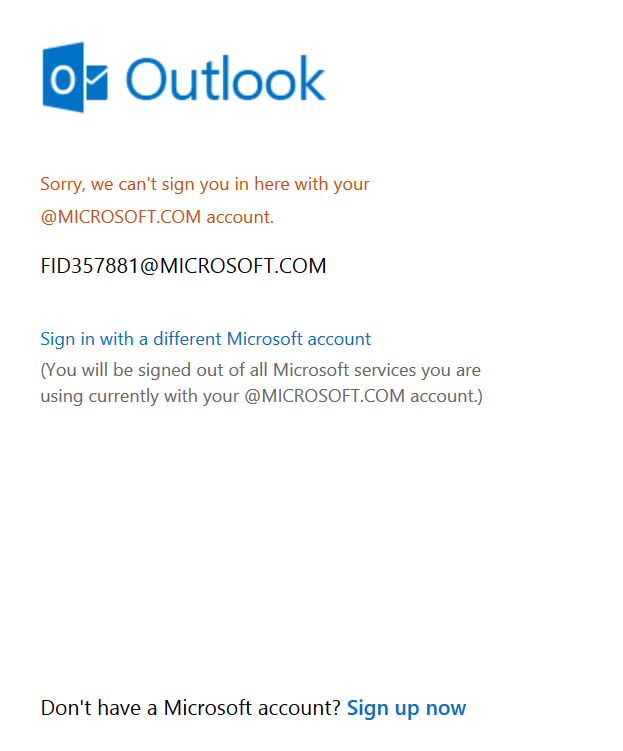 Outlook
Sorry, we can't sign you in here with your
@MICROSOFT.COM account.
FID357881@MICROSOFT.COM
Sign in with a different Microsoft account
(You will be signed out of all Microsoft services you are
using currently with your @MICROSOFT.COM account.)
Don't have a Microsoft account? Sign up now